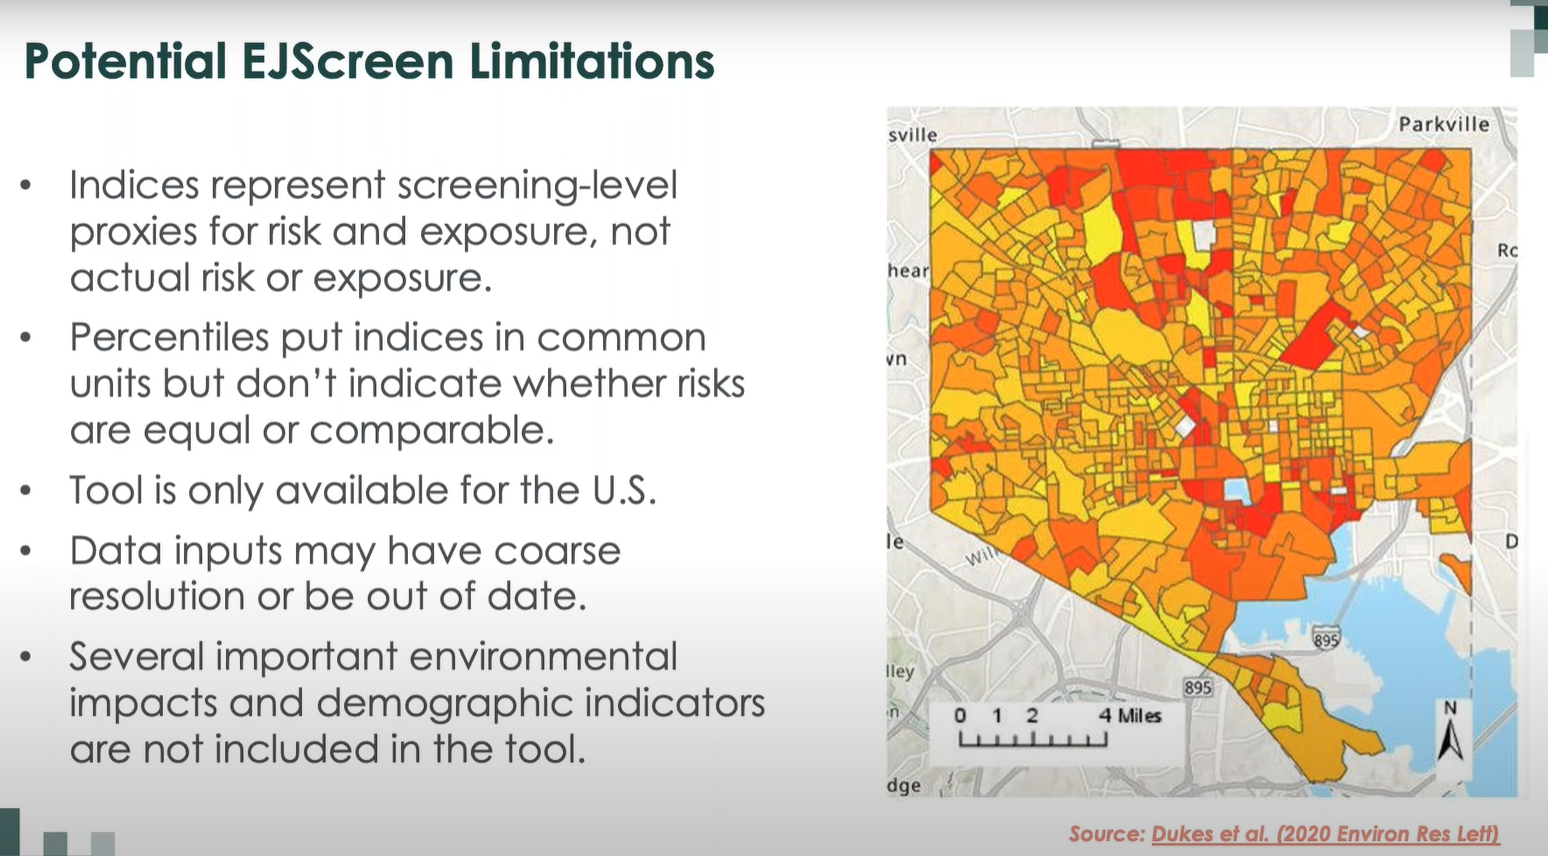 Potential EJScreen Limitations
• Indices represent screening-level
proxies for risk and exposure, not
actual risk or exposure.
• Percentiles put indices in common
units but don't indicate whether risks
are equal or comparable.
• Tool is only available for the U.S.
• Data inputs may have coarse
resolution or be out of date.
• Several important environmental
impacts and demographic indicators
are not included in the tool.
sville
Parkville
hear
Ro
vn
le
Wilk
D
lley
n
895
895
0 1 2 4 Miles
N
dge
Source: Dukes et al. (2020 Environ Res Lett)